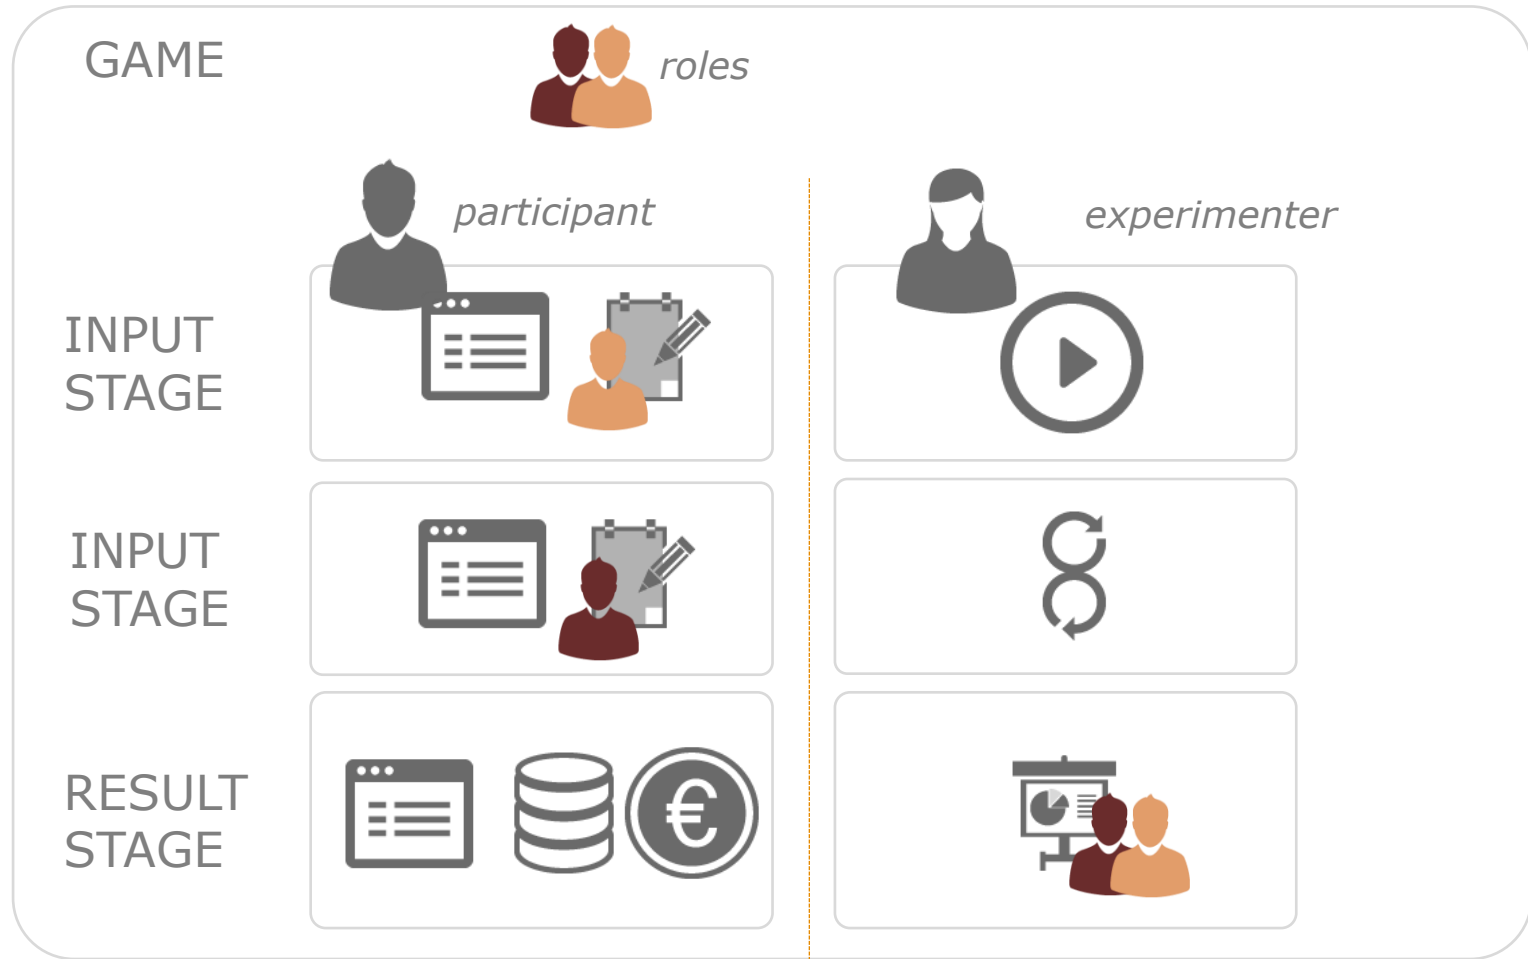 GAME
roles
participant
experimenter
INPUT
STAGE
INPUT
STAGE
RESULT
STAGE
€